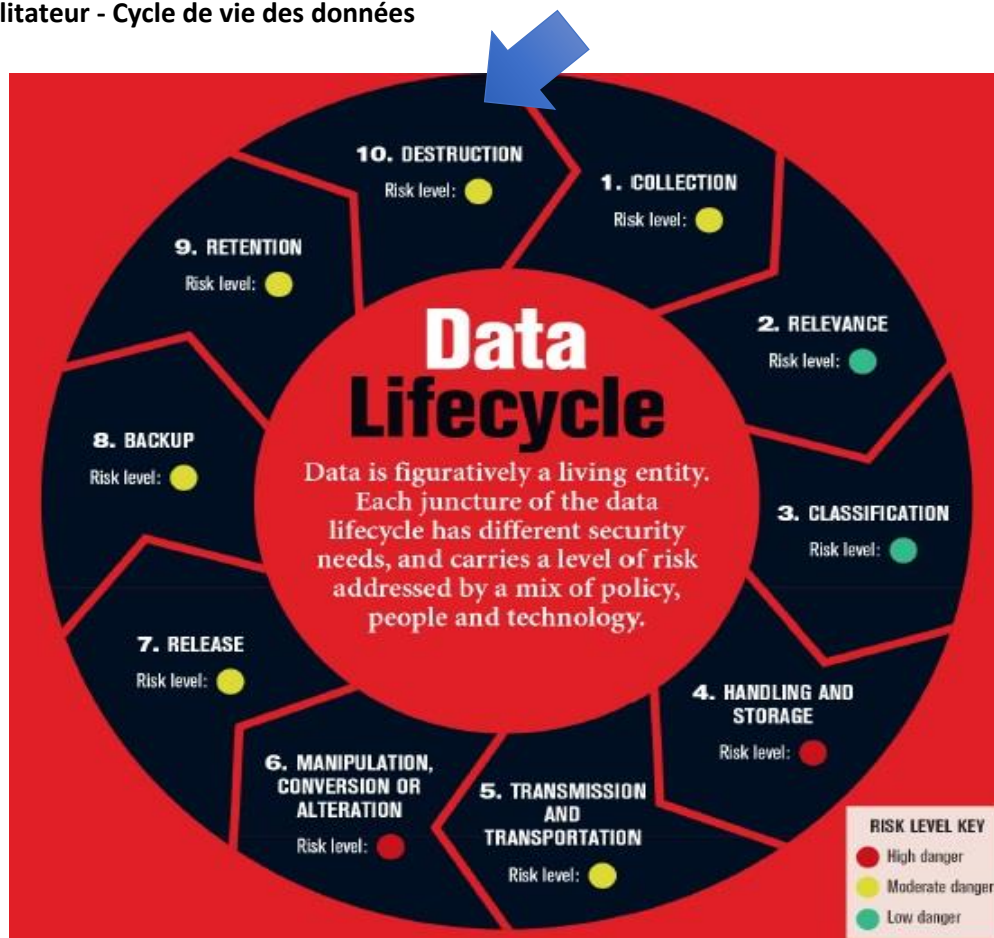 litateur - Cycle de vie des données
10. DESTRUCTION
Risk level:
1. COLLECTION
Risk level:
9. RETENTION
Risk level:
2. RELEVANCE
Risk level:
Data
Lifecycle
Data is figuratively a living entity.
Each juncture of the data
lifecycle has different security
needs, and carries a level of risk
addressed by a mix of policy,
people and technology.
8. BACKUP
Risk level:
3. CLASSIFICATION
Risk level:
7. RELEASE
Risk level:
4. HANDLING AND
STORAGE
Risk level:
6. MANIPULATION,
CONVERSION OR
ALTERATION
Risk level:
5. TRANSMISSION
AND
TRANSPORTATION
Risk level:
RISK LEVEL KEY
High danger
Moderate danger
Low danger